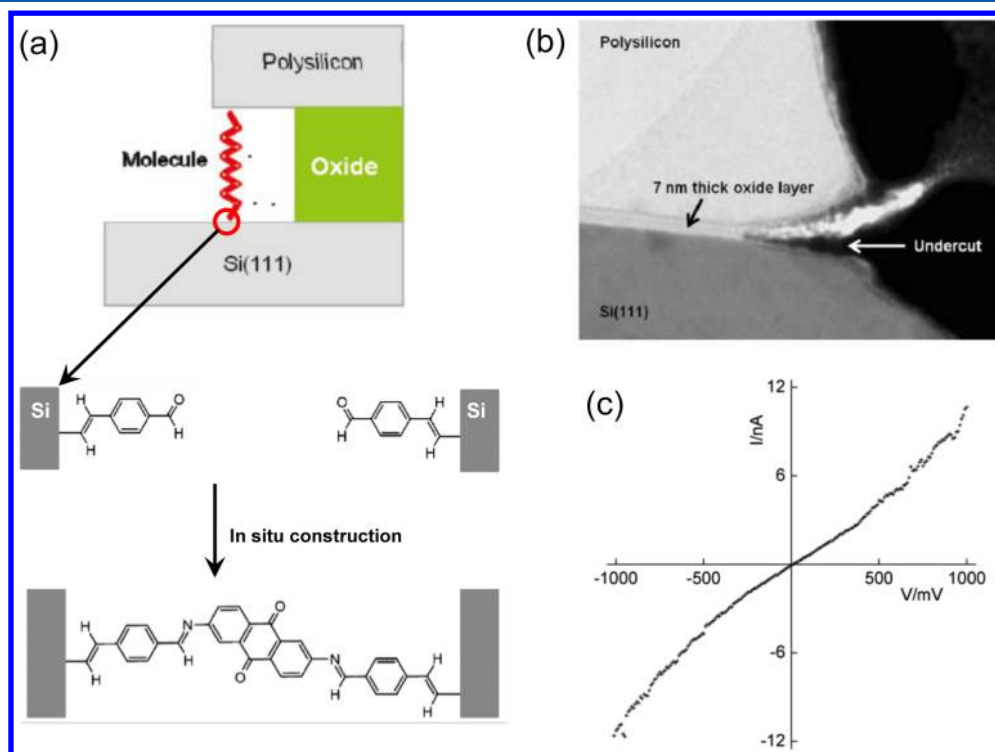 (a)
Polysilicon
Molecule
Oxide
Si(111)
Si
H
H
O
H
O
H
H
H
Si
In situ construction
H
H
N
H
O
O
N
H
H
H
(b)
Polysilicon
7 nm thick oxide layer
Undercut
Si(111)
(c)
I/nA
12
6
-1000
-500
500
1000
V/mV
-6
-12